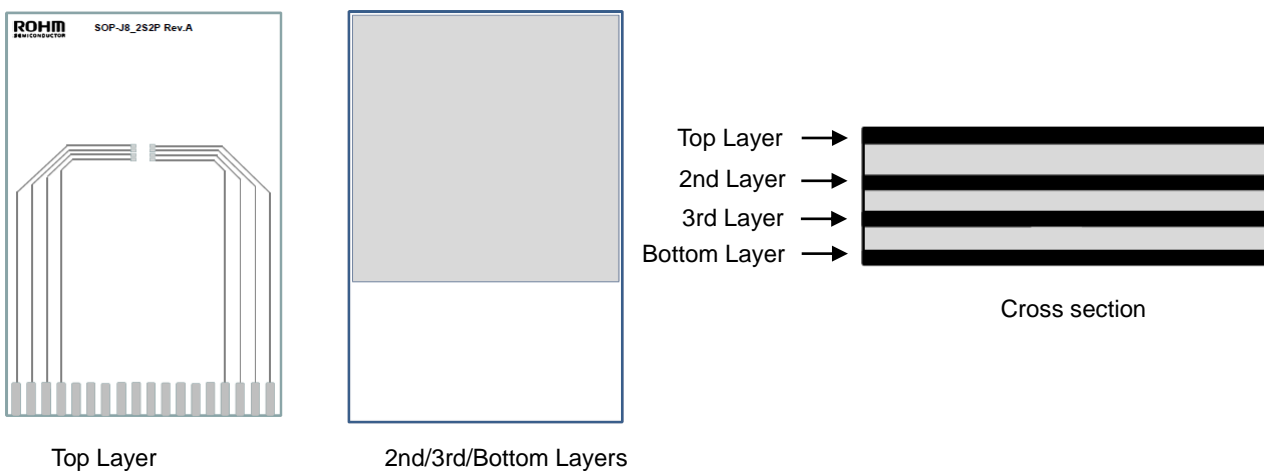 ROHM
SEMICONDUCTOR
SOP-J8_2S2P Rev.A
Top Layer
2nd Layer
3rd Layer
Bottom Layer
Cross section
Top Layer
2nd/3rd/Bottom Layers